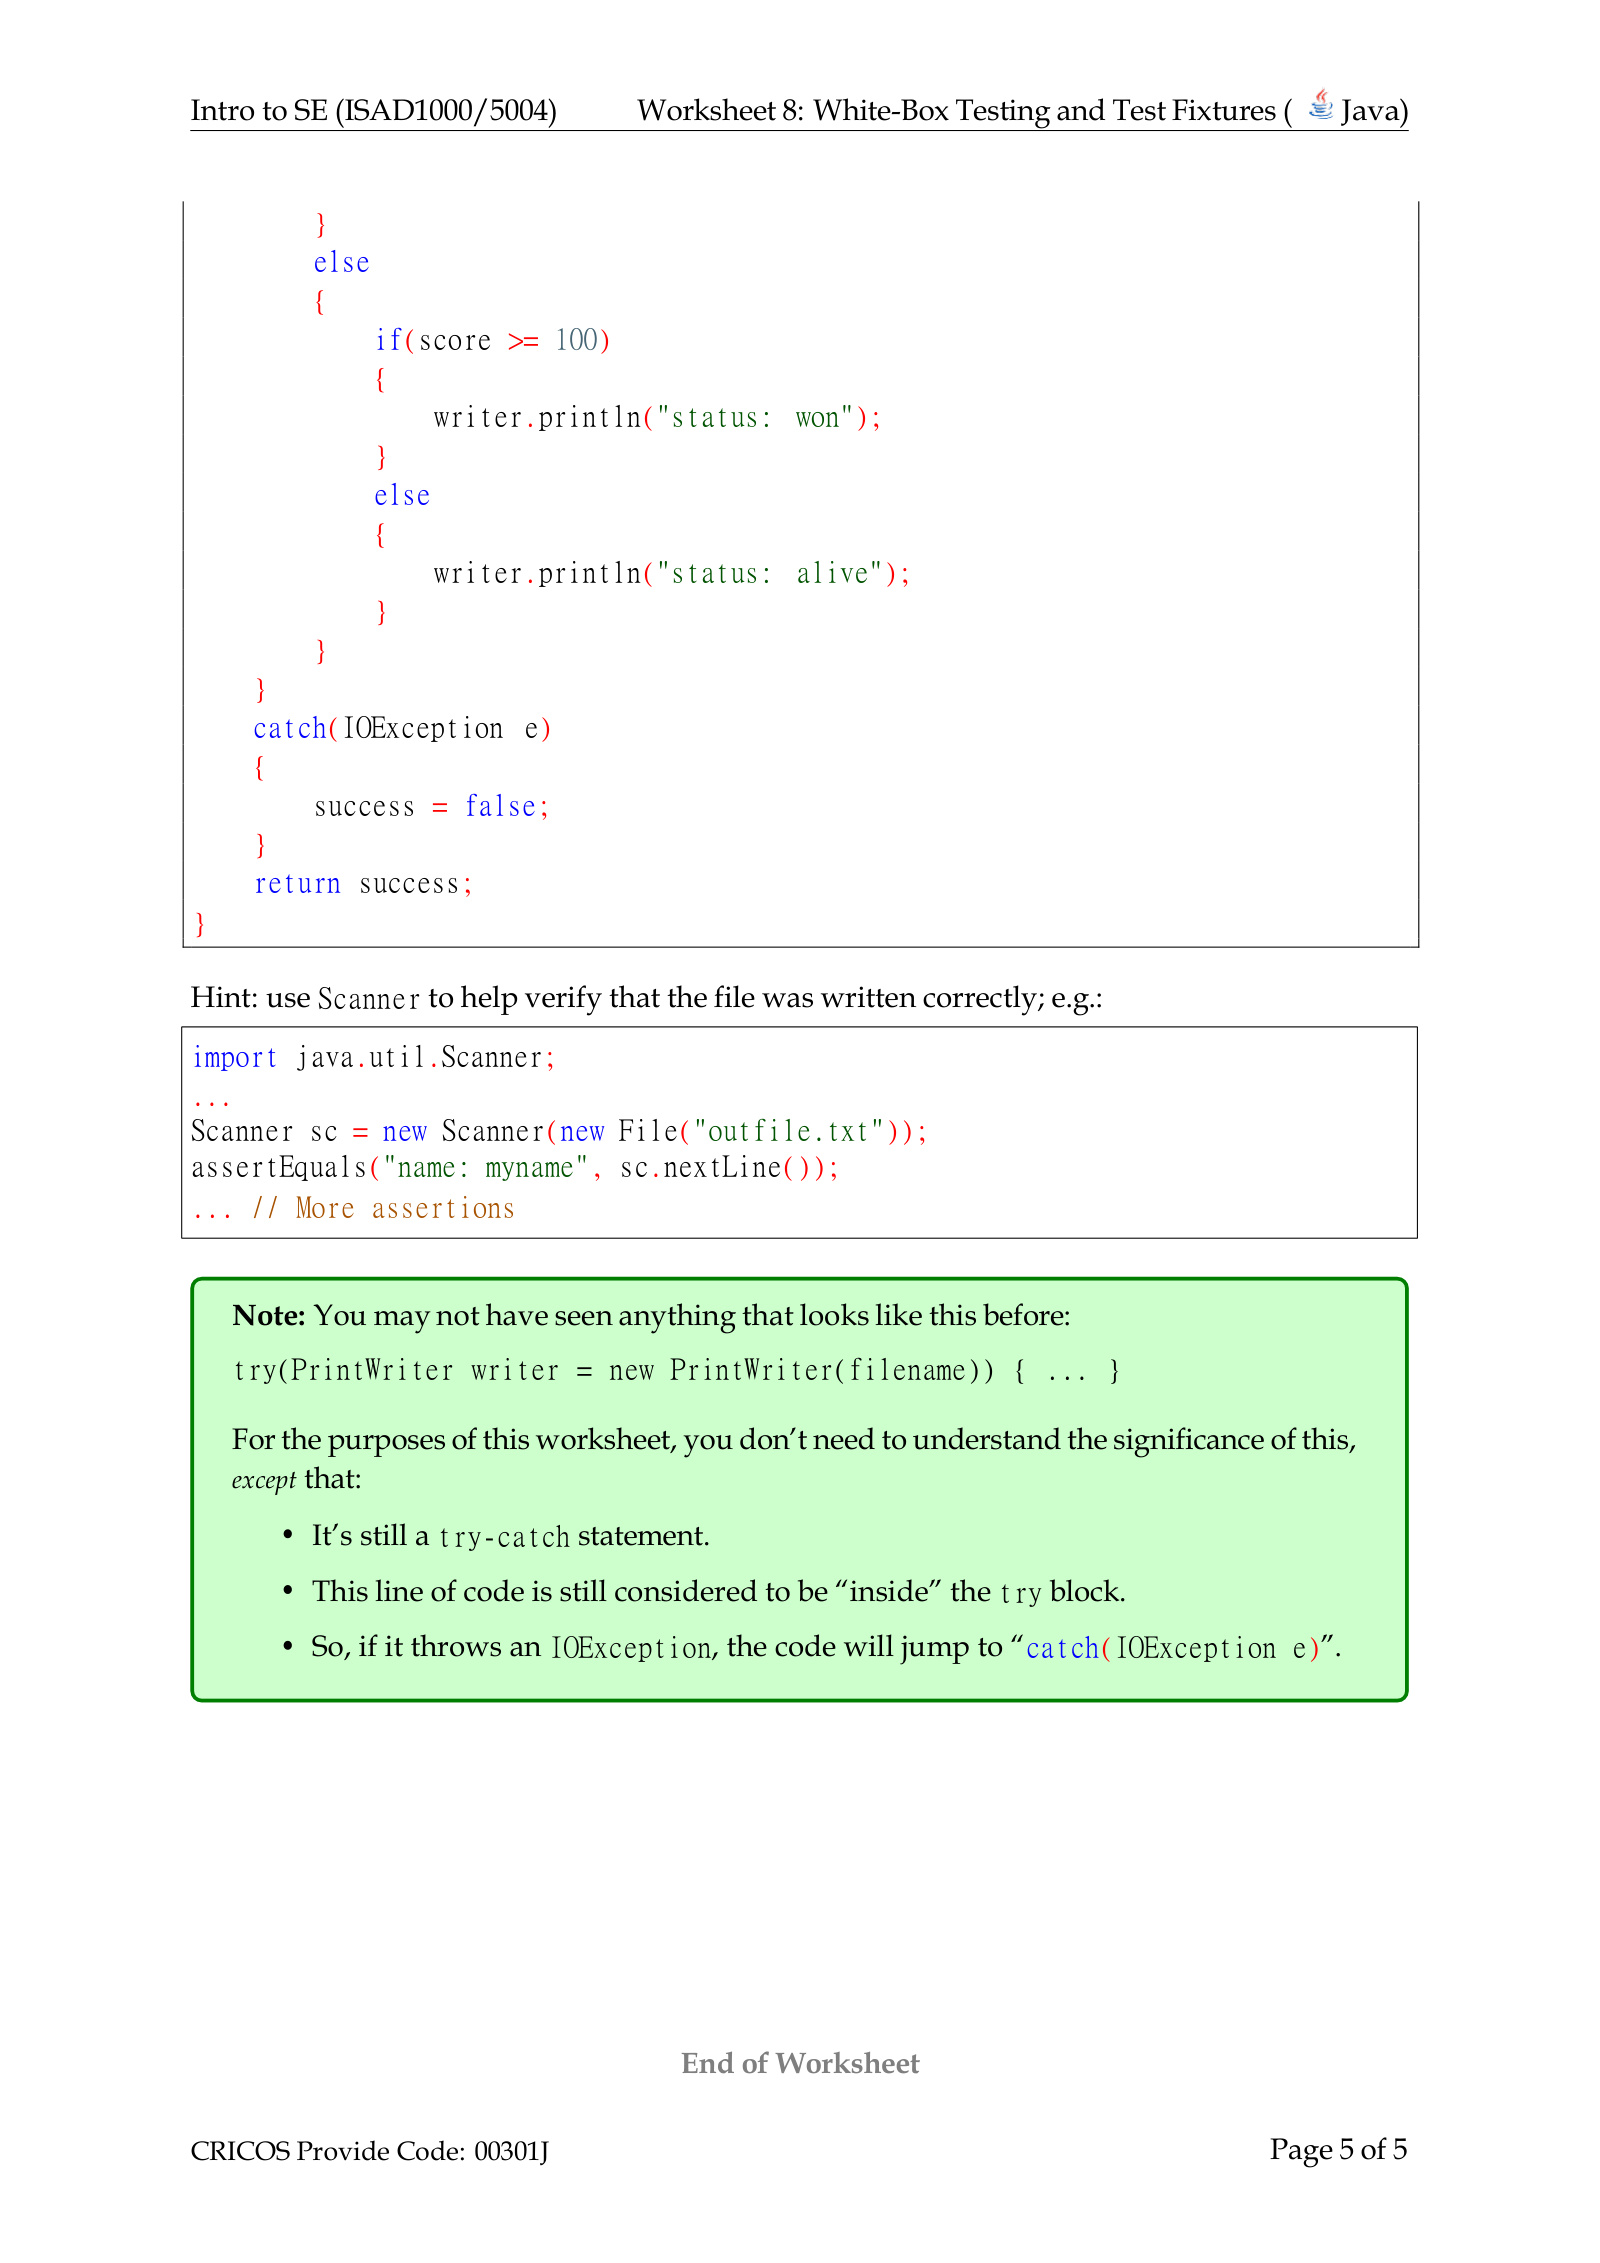 Intro to SE (ISAD1000/5004) Worksheet 8: White-Box Testing and Test Fixtures ( Java)
}
else
{
if(score >= 100)
{
writer.println("status: won");
}
else
{
writer.println("status: alive");
}
}
}
catch(IOException e)
{
success = false;
}
return success;
}
Hint: use Scanner to help verify that the file was written correctly; e.g.:
import java.util.Scanner;
...
Scanner sc = new Scanner(new File("outfile.txt"));
assertEquals("name: myname", sc.nextLine());
... // More assertions
Note: You may not have seen anything that looks like this before:
try(PrintWriter writer = new PrintWriter(filename)) { ... }
For the purposes of this worksheet, you don't need to understand the significance of this,
except that:
• It's still a try-catch statement.
• This line of code is still considered to be “inside” the try block.
• So, if it throws an IOException, the code will jump to “catch(IOException e)”.
End of Worksheet
CRICOS Provide Code: 00301J Page 5 of 5